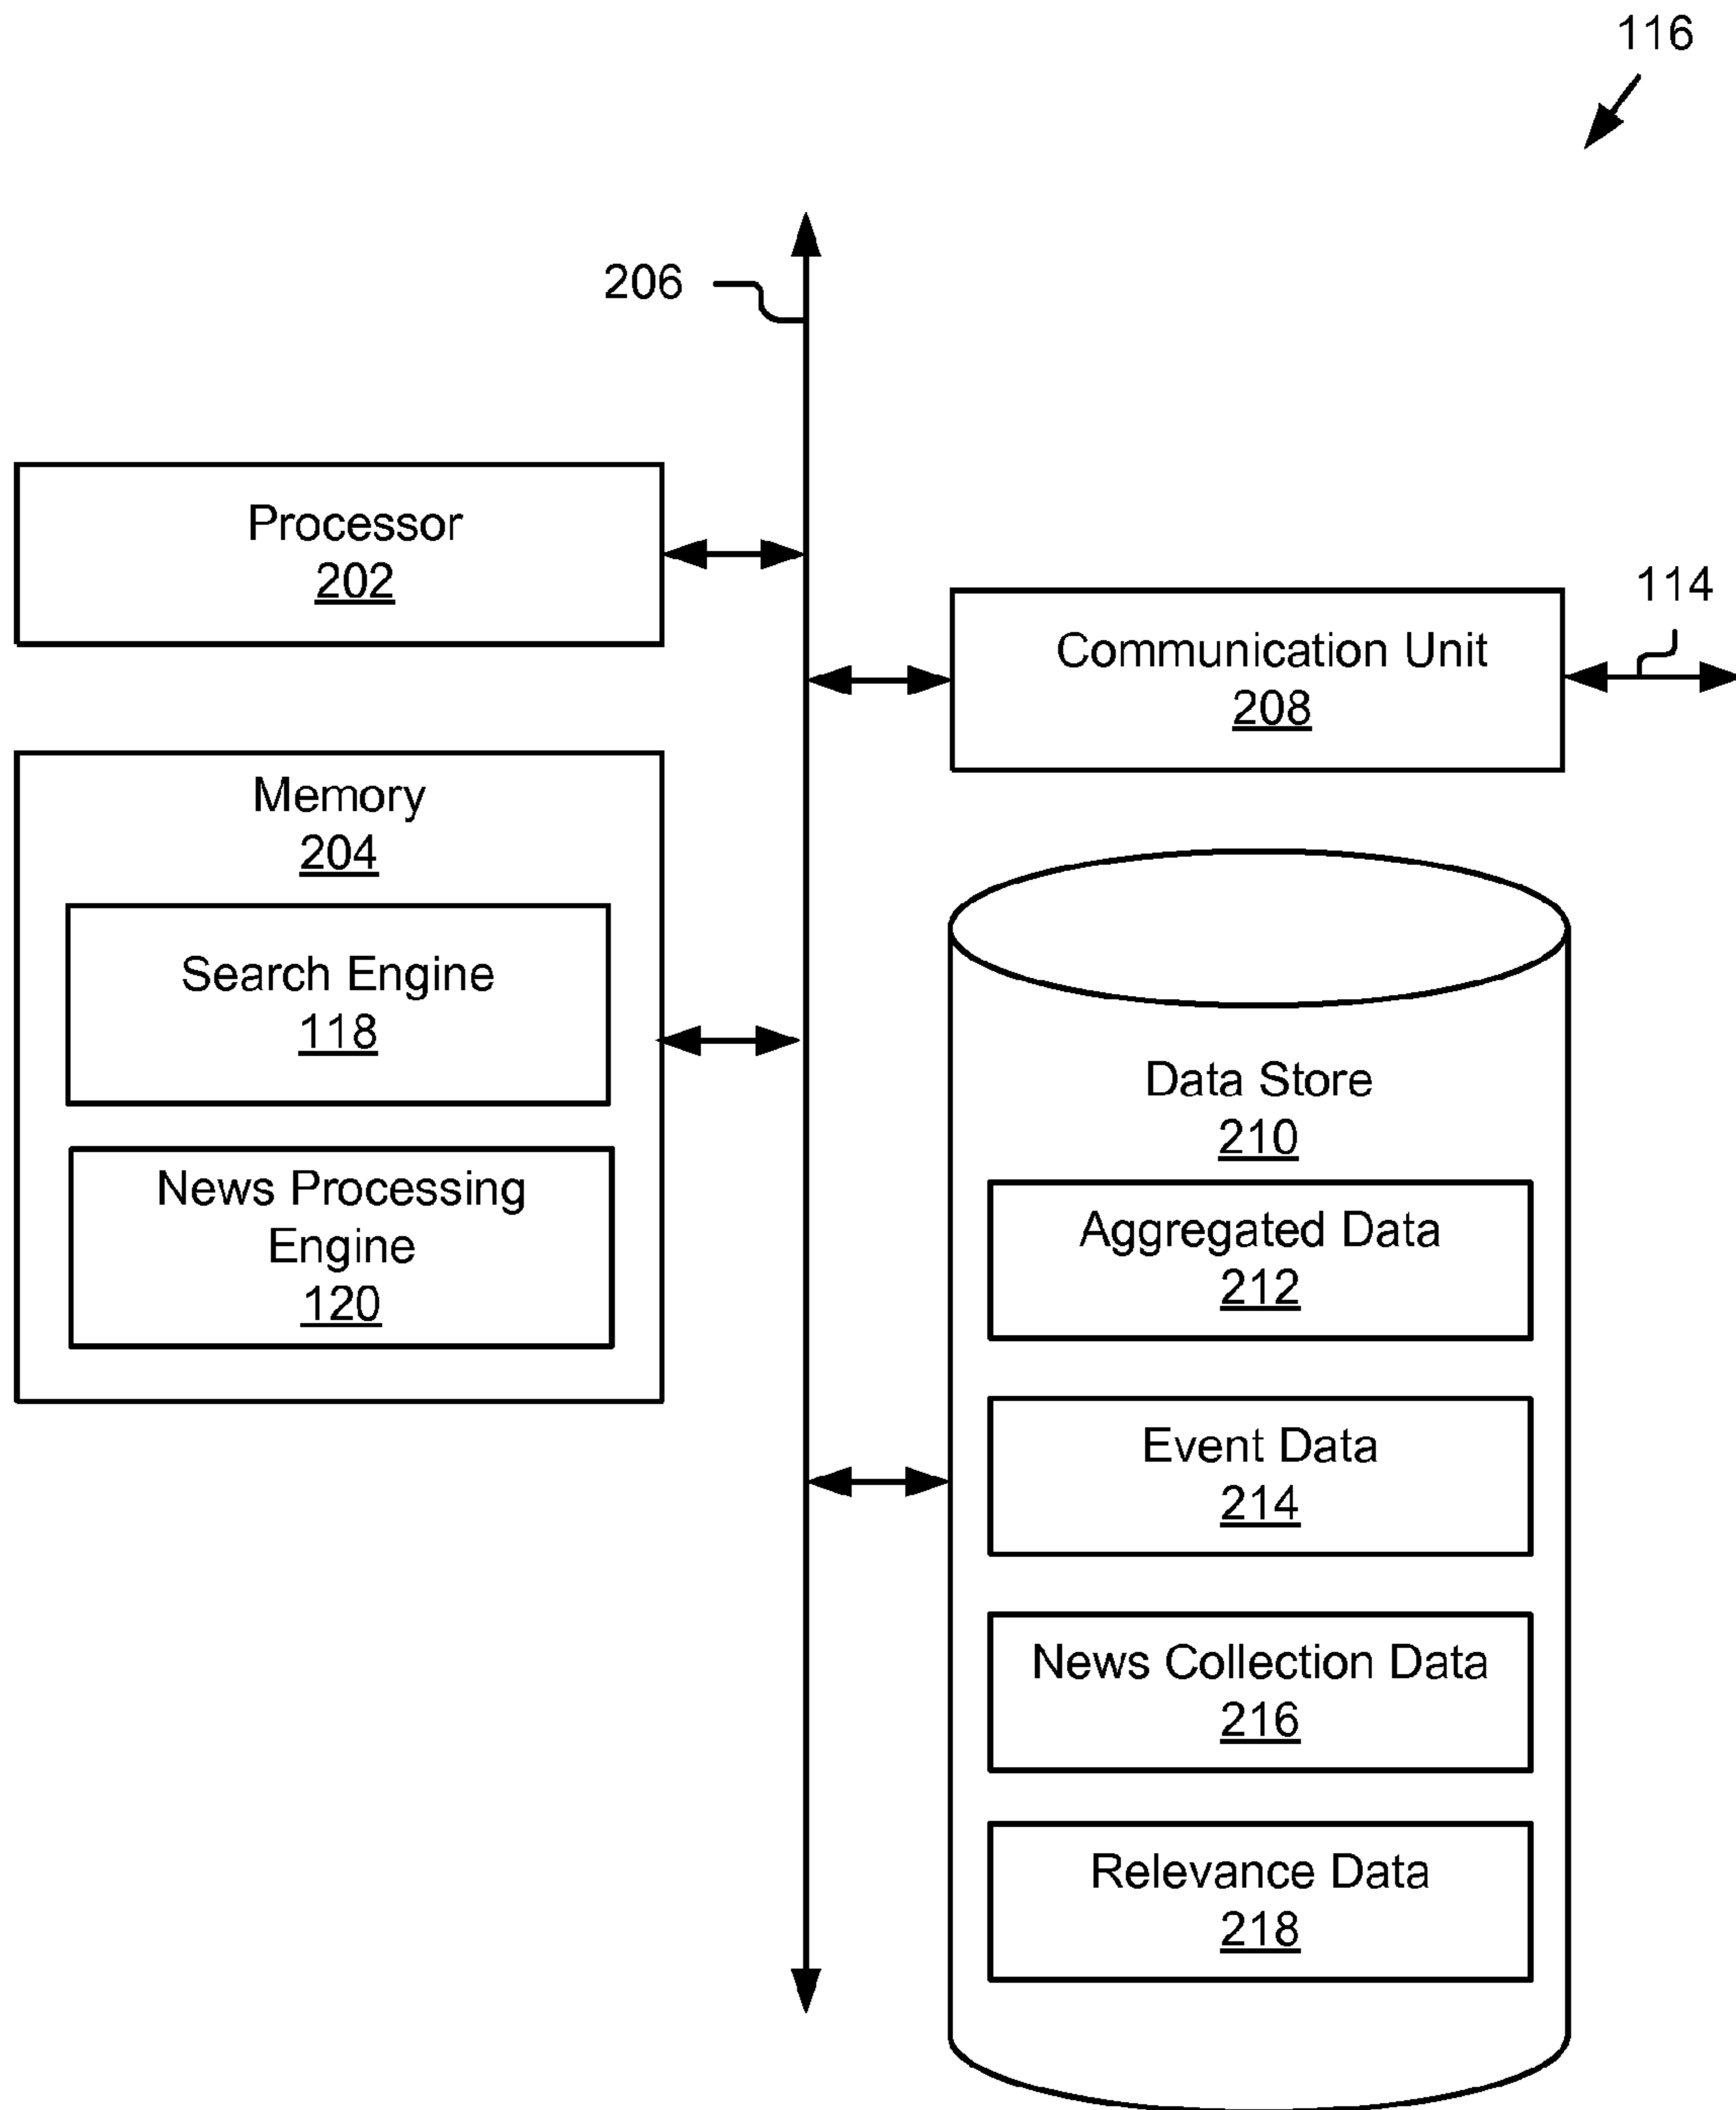 116
206
Processor
202
114
Communication Unit
208
Memory
204
Search Engine
118
News Processing
Engine
120
Data Store
210
Aggregated Data
212
Event Data
214
News Collection Data
216
Relevance Data
218